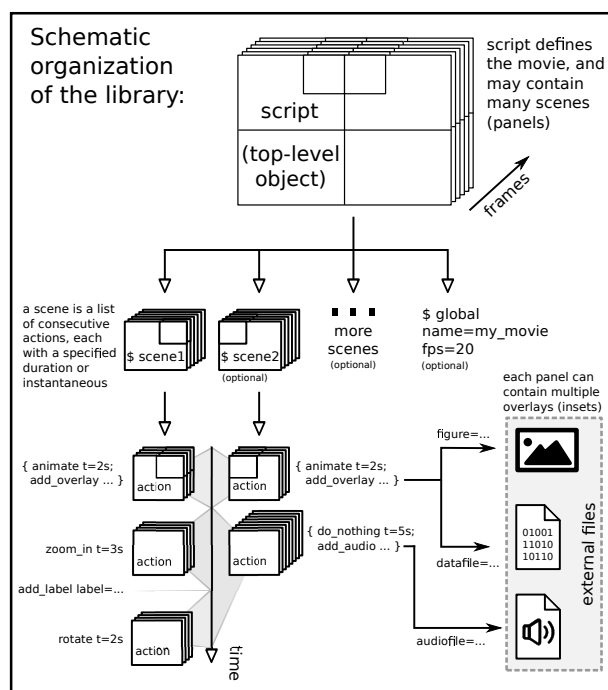 Schematic
organization
of the library:
script
(top-level
object)
script defines
the movie, and
may contain
many scenes
(panels)
frames
a scene is a list
of consecutive
actions, each
with a specified
duration or
instantaneous
$ scene1
$ scene2
(optional)
more
scenes
(optional)
$ global
name=my_movie
fps=20
(optional)
each panel can
contain multiple
overlays (insets)
{ animate t=2s;
add_overlay ... }
action
action
{ animate t=2s;
add_overlay ... }
figure=...
zoom_in t=3s
action
action
{ do_nothing t=5s;
add_audio ... }
datafile=...
01001
11010
10110
external files
add_label label=...
rotate t=2s
action
time
audiofile=...